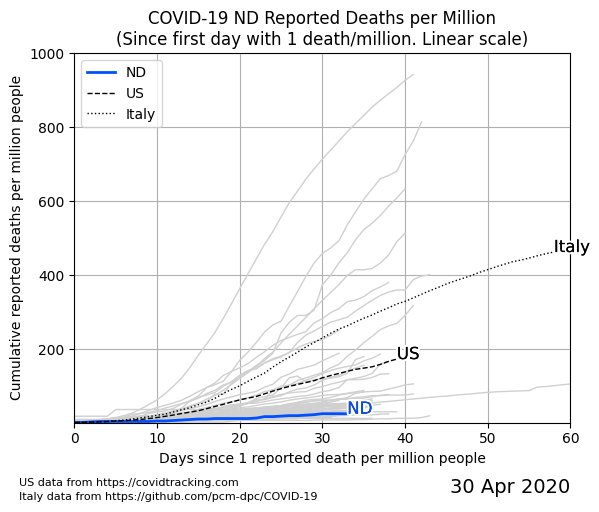 COVID-19 ND Reported Deaths per Million
(Since first day with 1 death/million. Linear scale)
Cumulative reported deaths per million people
1000
800
600
400
200
ND
US
Italy
Italy
US
ND
0
10
20
30
40
50
60
Days since 1 reported death per million people
US data from https://covidtracking.com
Italy data from https://github.com/pcm-dpc/COVID-19
30 Apr 2020